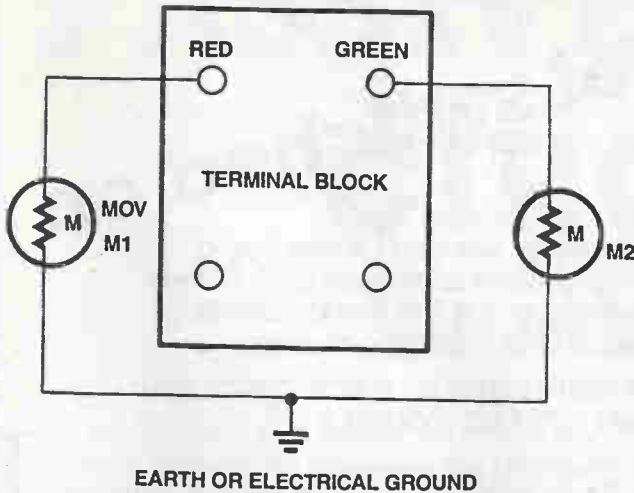 RED GREEN
TERMINAL BLOCK
M MOV
M1
M M2
EARTH OR ELECTRICAL GROUND